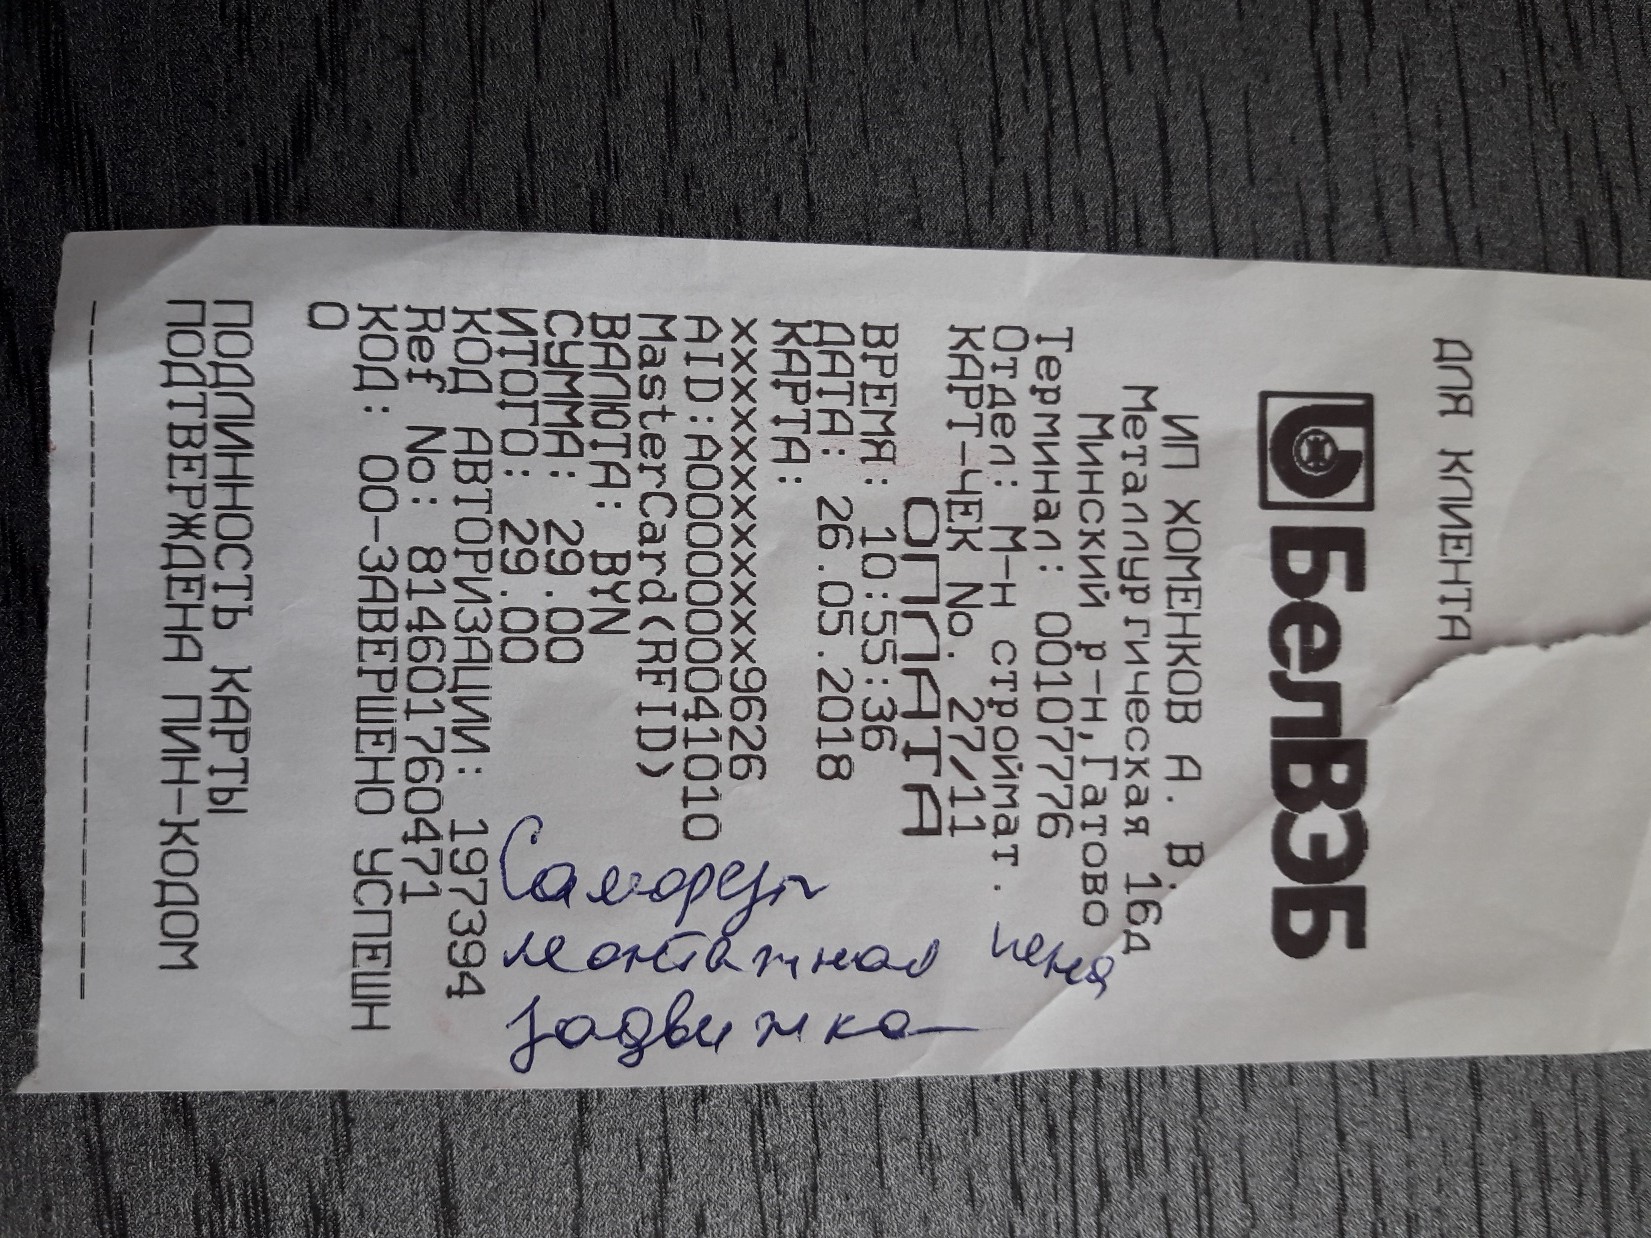 ДЛЯ КЛИЕНТА
БелВЭБ
ИП ХОМЕНКОВ А. В.
Металлургическая 16д
Минский р-н,Гатово
Терминал: 00107776
Отдел: М-н строймат.
КАРТ-ЧЕК No. 27/11
ОПЛАТА
ВРЕМЯ: 10:55:36
ДАТА: 26.05.2018
КАРТА:
xxxxxxxxxxxx9626
AID:A0000000041010
MasterCard(RFID)
ВАЛЮТА: BYN
СУММА: 29.00
ИТОГО: 29.00
КОД АВТОРИЗАЦИИ: 197394
Ref No: 814601760471
КОД: 00-ЗАВЕРШЕНО УСПЕШН
О
ПОДЛИННОСТЬ КАРТЫ
ПОДТВЕРЖДЕНА ПИН-КОДОМ
Саморезы
монтажная пена
задвижка